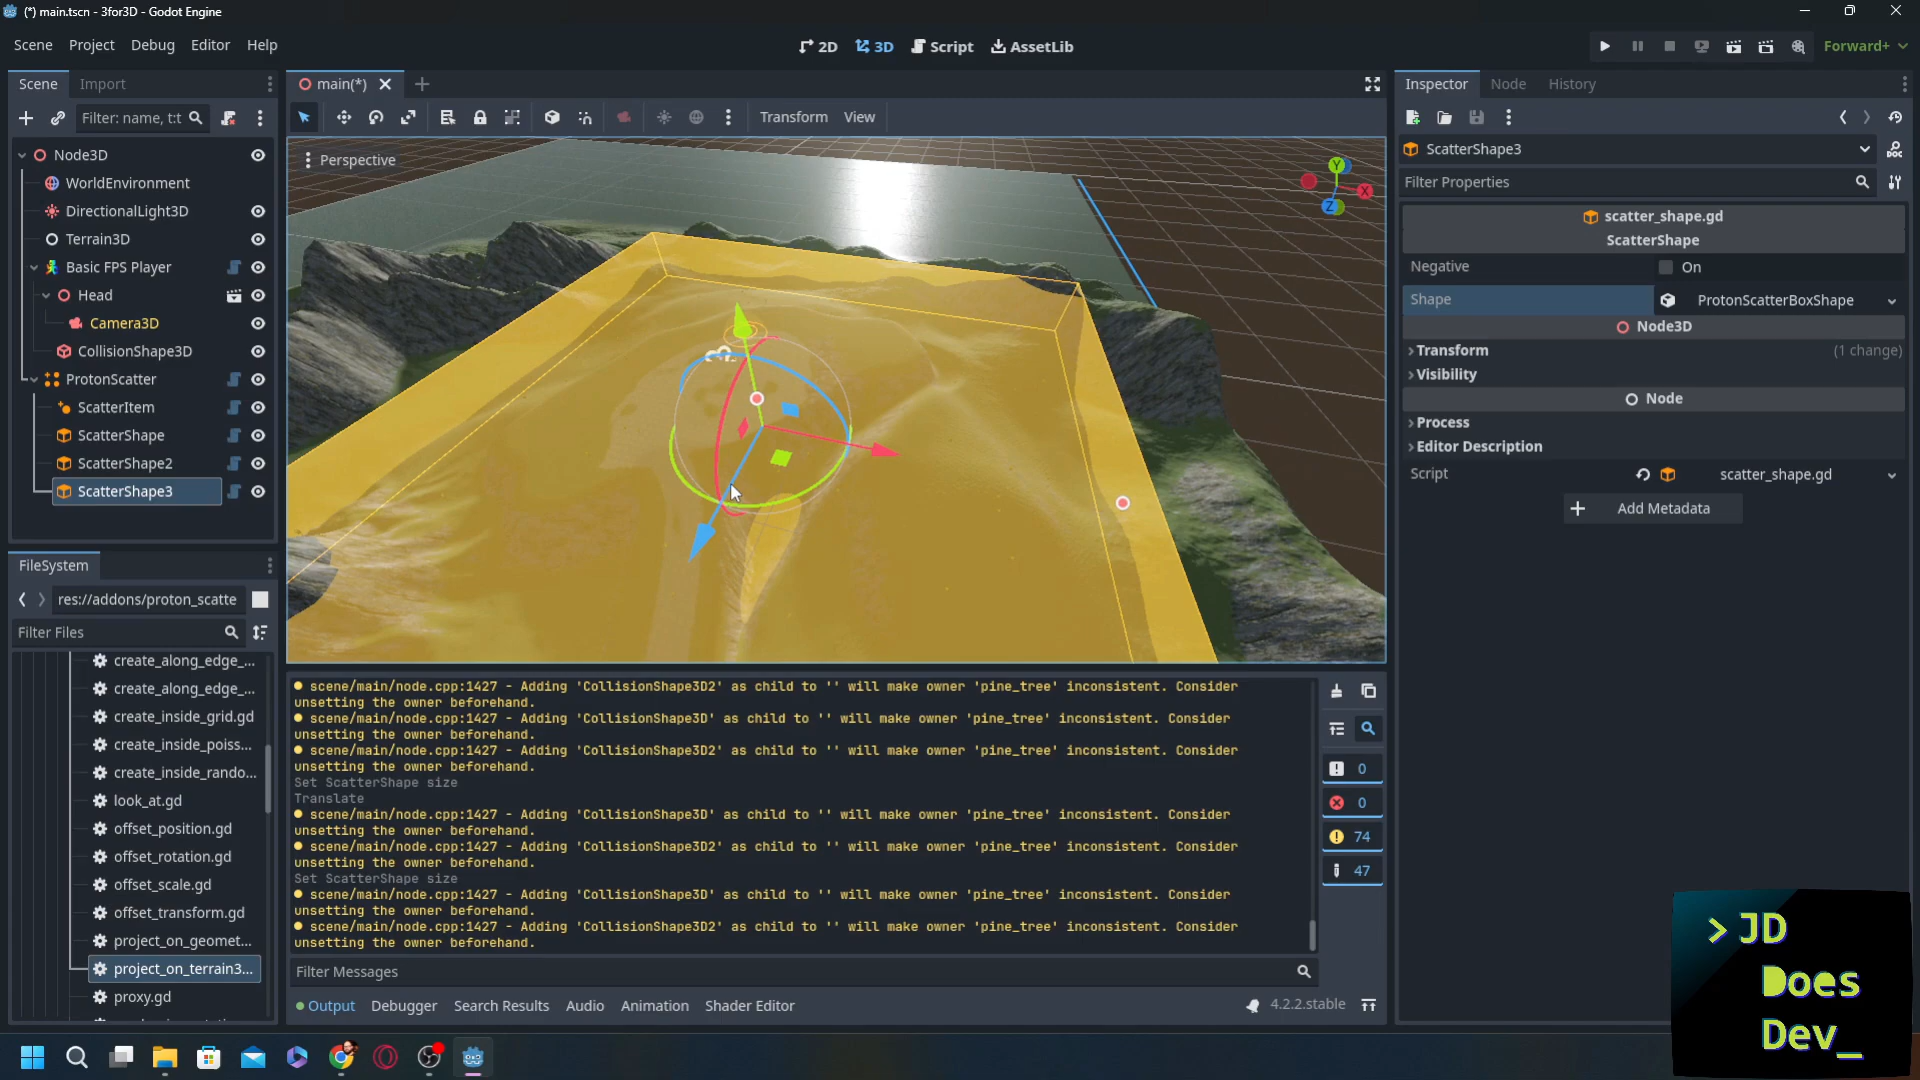 (*) main.tscn - 3for3D - Godot Engine
Scene Project Debug Editor Help
2D 3D Script AssetLib
Forward+
Scene Import
main(*)
Inspector Node History
Filter: name, t:t
Transform View
Node3D
WorldEnvironment
DirectionalLight3D
Terrain3D
Basic FPS Player
Head
Camera3D
CollisionShape3D
ProtonScatter
ScatterItem
ScatterShape
ScatterShape2
ScatterShape3
Perspective
Y
X
Z
ScatterShape3
DOC
Filter Properties
scatter_shape.gd
ScatterShape
Negative On
Shape ProtonScatterBoxShape
Node3D
Transform (1 change)
Visibility
Node
Process
Editor Description
Script scatter_shape.gd
Add Metadata
FileSystem
res://addons/proton_scatte
Filter Files
create_along_edge_...
create_along_edge_...
create_inside_grid.gd
create_inside_poiss...
create_inside_rando...
look_at.gd
offset_position.gd
offset_rotation.gd
offset_scale.gd
offset_transform.gd
project_on_geomet...
project_on_terrain3...
proxy.gd
scene/main/node.cpp:1427 - Adding 'CollisionShape3D2' as child to '' will make owner 'pine_tree' inconsistent. Consider
unsetting the owner beforehand.
scene/main/node.cpp:1427 - Adding 'CollisionShape3D' as child to '' will make owner 'pine_tree' inconsistent. Consider
unsetting the owner beforehand.
scene/main/node.cpp:1427 - Adding 'CollisionShape3D2' as child to '' will make owner 'pine_tree' inconsistent. Consider
unsetting the owner beforehand.
Set ScatterShape size
Translate
scene/main/node.cpp:1427 - Adding 'CollisionShape3D' as child to '' will make owner 'pine_tree' inconsistent. Consider
unsetting the owner beforehand.
scene/main/node.cpp:1427 - Adding 'CollisionShape3D2' as child to '' will make owner 'pine_tree' inconsistent. Consider
unsetting the owner beforehand.
Set ScatterShape size
scene/main/node.cpp:1427 - Adding 'CollisionShape3D' as child to '' will make owner 'pine_tree' inconsistent. Consider
unsetting the owner beforehand.
scene/main/node.cpp:1427 - Adding 'CollisionShape3D2' as child to '' will make owner 'pine_tree' inconsistent. Consider
unsetting the owner beforehand.
0
0
74
47
Filter Messages
Output Debugger Search Results Audio Animation Shader Editor
4.2.2.stable
> JD
Does
Dev_